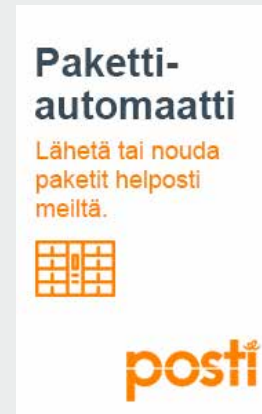 Paketti-
automaatti
Lähetä tai nouda
paketit helposti
meiltä.
posti